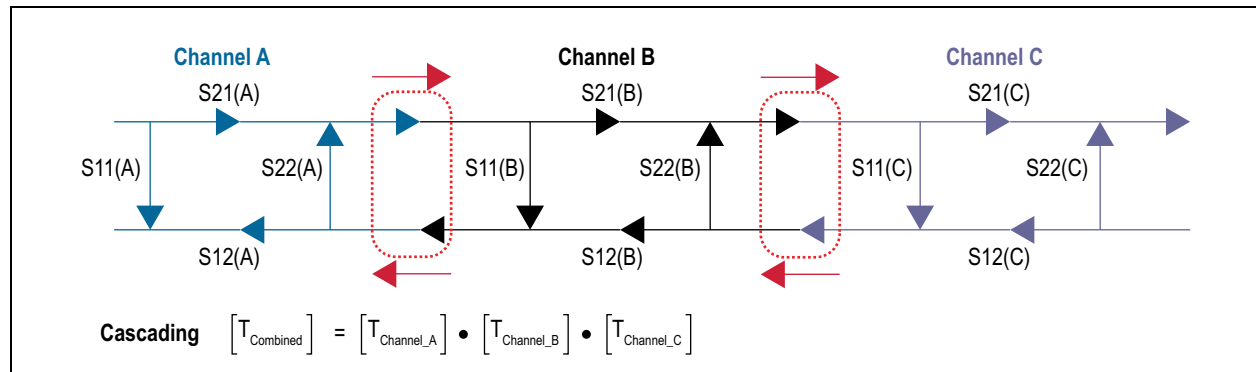 Channel A Channel B Channel C
S21(A) S21(B) S21(C)
S11(A) S22(A) S11(B) S22(B) S11(C) S22(C)
S12(A) S12(B) S12(C)
Cascading [T_Combined] = [T_Channel_A] • [T_Channel_B] • [T_Channel_C]